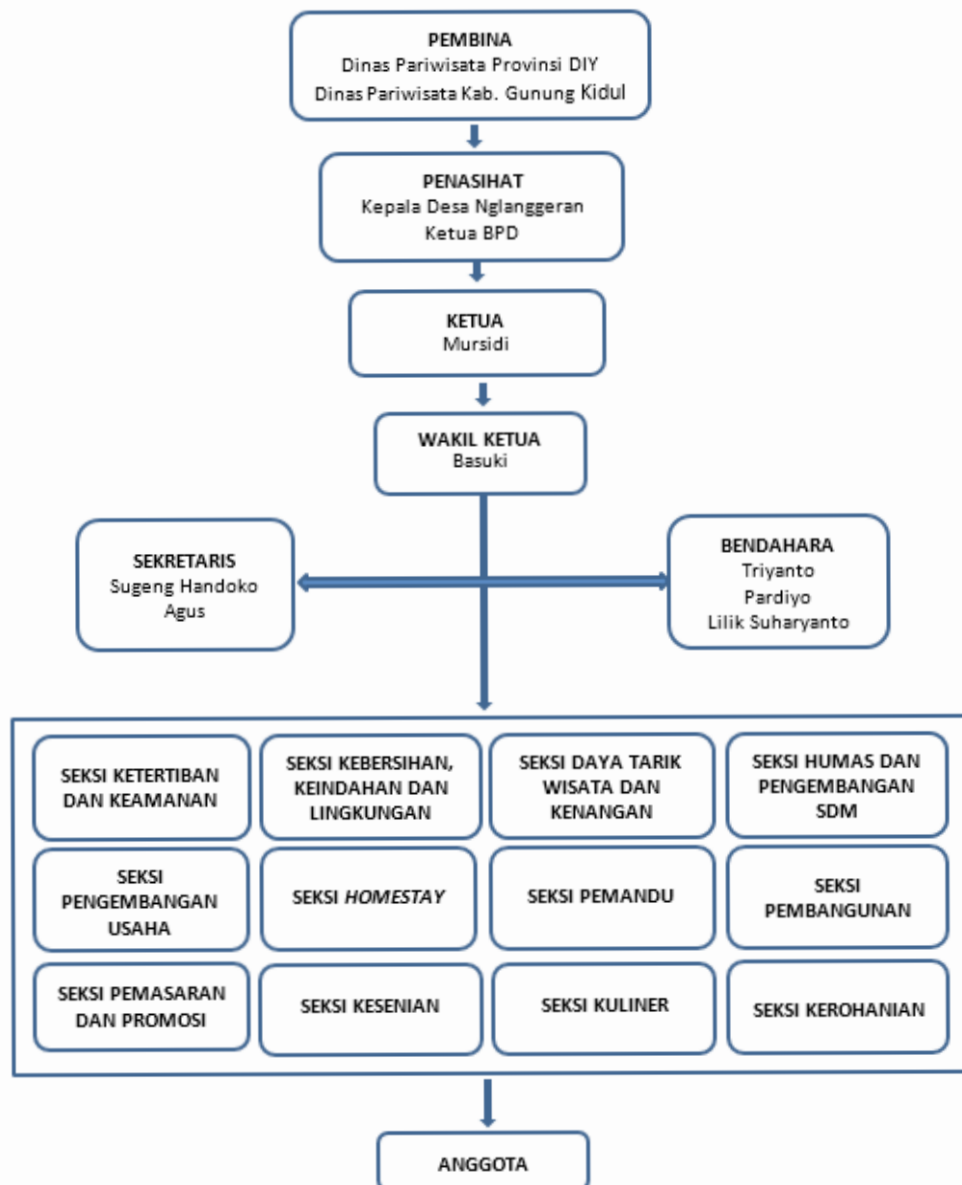 PEMBINA
Dinas Pariwisata Provinsi DIY
Dinas Pariwisata Kab. Gunung Kidul
PENASIHAT
Kepala Desa Nglanggeran
Ketua BPD
KETUA
Mursidi
WAKIL KETUA
Basuki
SEKRETARIS
Sugeng Handoko
Agus
BENDAHARA
Triyanto
Pardiyo
Lilik Suharyanto
SEKSI KETERTIBAN
DAN KEAMANAN
SEKSI KEBERSIHAN,
KEINDAHAN DAN
LINGKUNGAN
SEKSI DAYA TARIK
WISATA DAN
KENANGAN
SEKSI HUMAS DAN
PENGEMBANGAN
SDM
SEKSI
PENGEMBANGAN
USAHA
SEKSI HOMESTAY
SEKSI PEMANDU
SEKSI
PEMBANGUNAN
SEKSI PEMASARAN
DAN PROMOSI
SEKSI KESENIAN
SEKSI KULINER
SEKSI KEROHANIAN
ANGGOTA